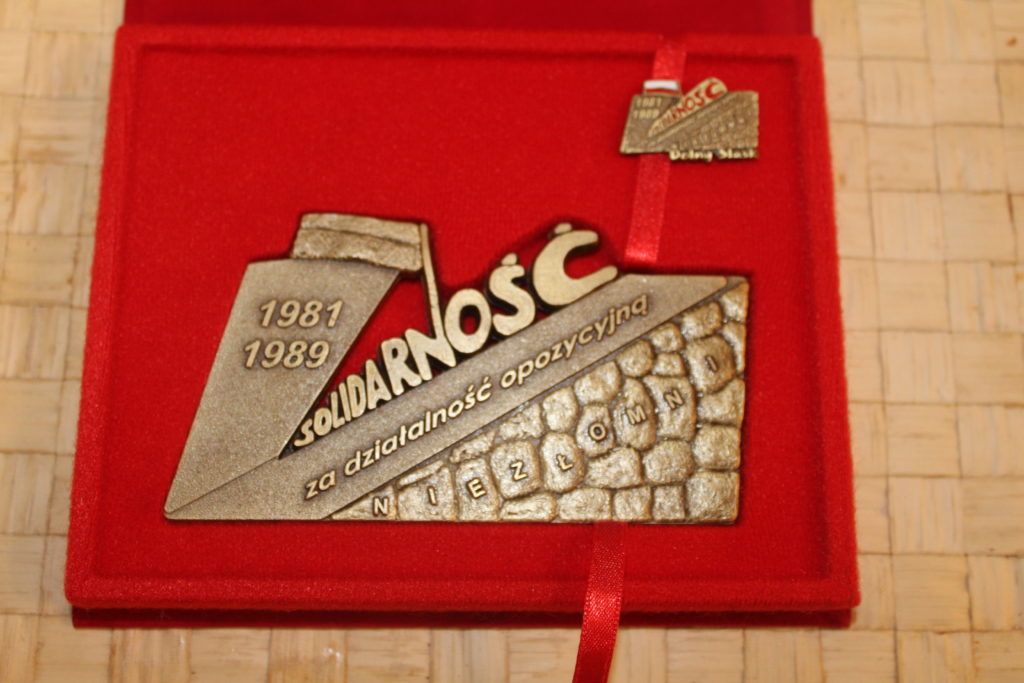 1981
1989
SOLIDARNOŚĆ
za działalność opozycyjną
NIEZŁOMNI
1981
1989
Dolny Śląsk